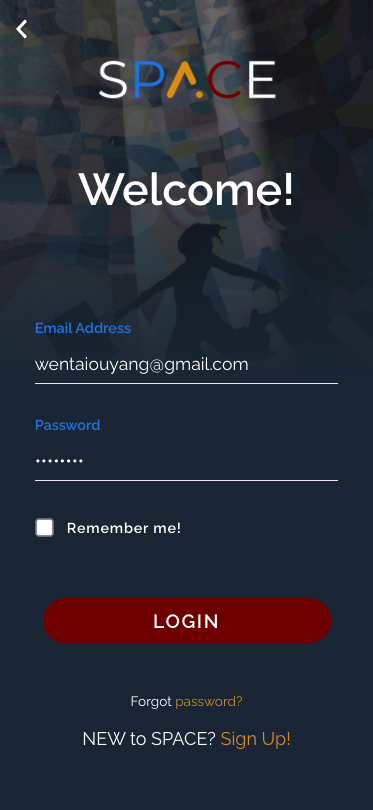 SPACE
Welcome!
Email Address
wentaiouyang@gmail.com
Password
••••••••
Remember me!
LOGIN
Forgot password?
NEW to SPACE? Sign Up!